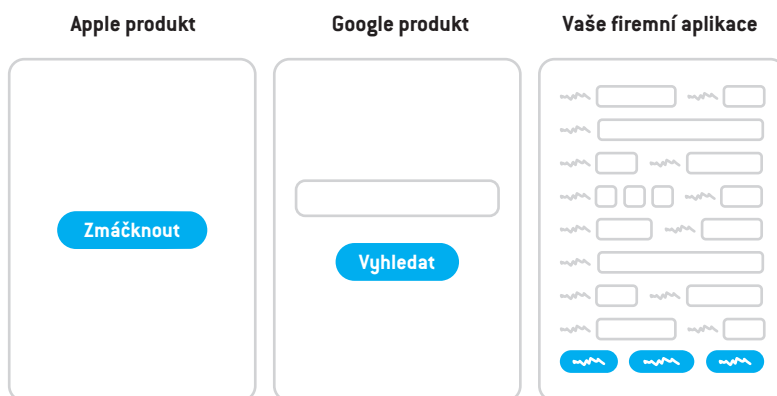 Apple produkt
Google produkt
Vaše firemní aplikace
Zmáčknout
Vyhledat